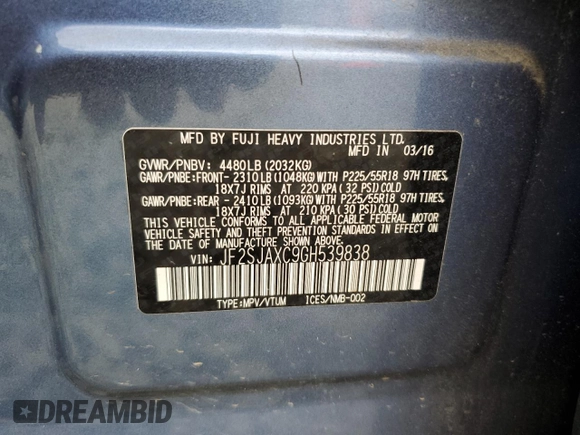 MFD BY FUJI HEAVY INDUSTRIES LTD.
MFD IN 03/16
GVWR/PNBV: 4480LB (2032KG)
GAWR/PNBE:FRONT- 2310LB(1048KG)WITH P225/55R18 97H TIRES,
18X7J RIMS AT 220 KPA(32 PSI)COLD
GAWR/PNBE:REAR - 2410LB(1093KG)WITH P225/55R18 97H TIRES,
18X7J RIMS AT 210 KPA(30 PSI)COLD
THIS VEHICLE CONFORMS TO ALL APPLICABLE FEDERAL MOTOR
VEHICLE SAFETY AND THEFT PREVENTION STANDARDS IN EFFECT ON
THE DATE OF MANUFACTURE SHOWN ABOVE.
VIN: JF2SJAXC9GH539838
TYPE:MPV/VTUM ICES/NMB-002
DREAMBID